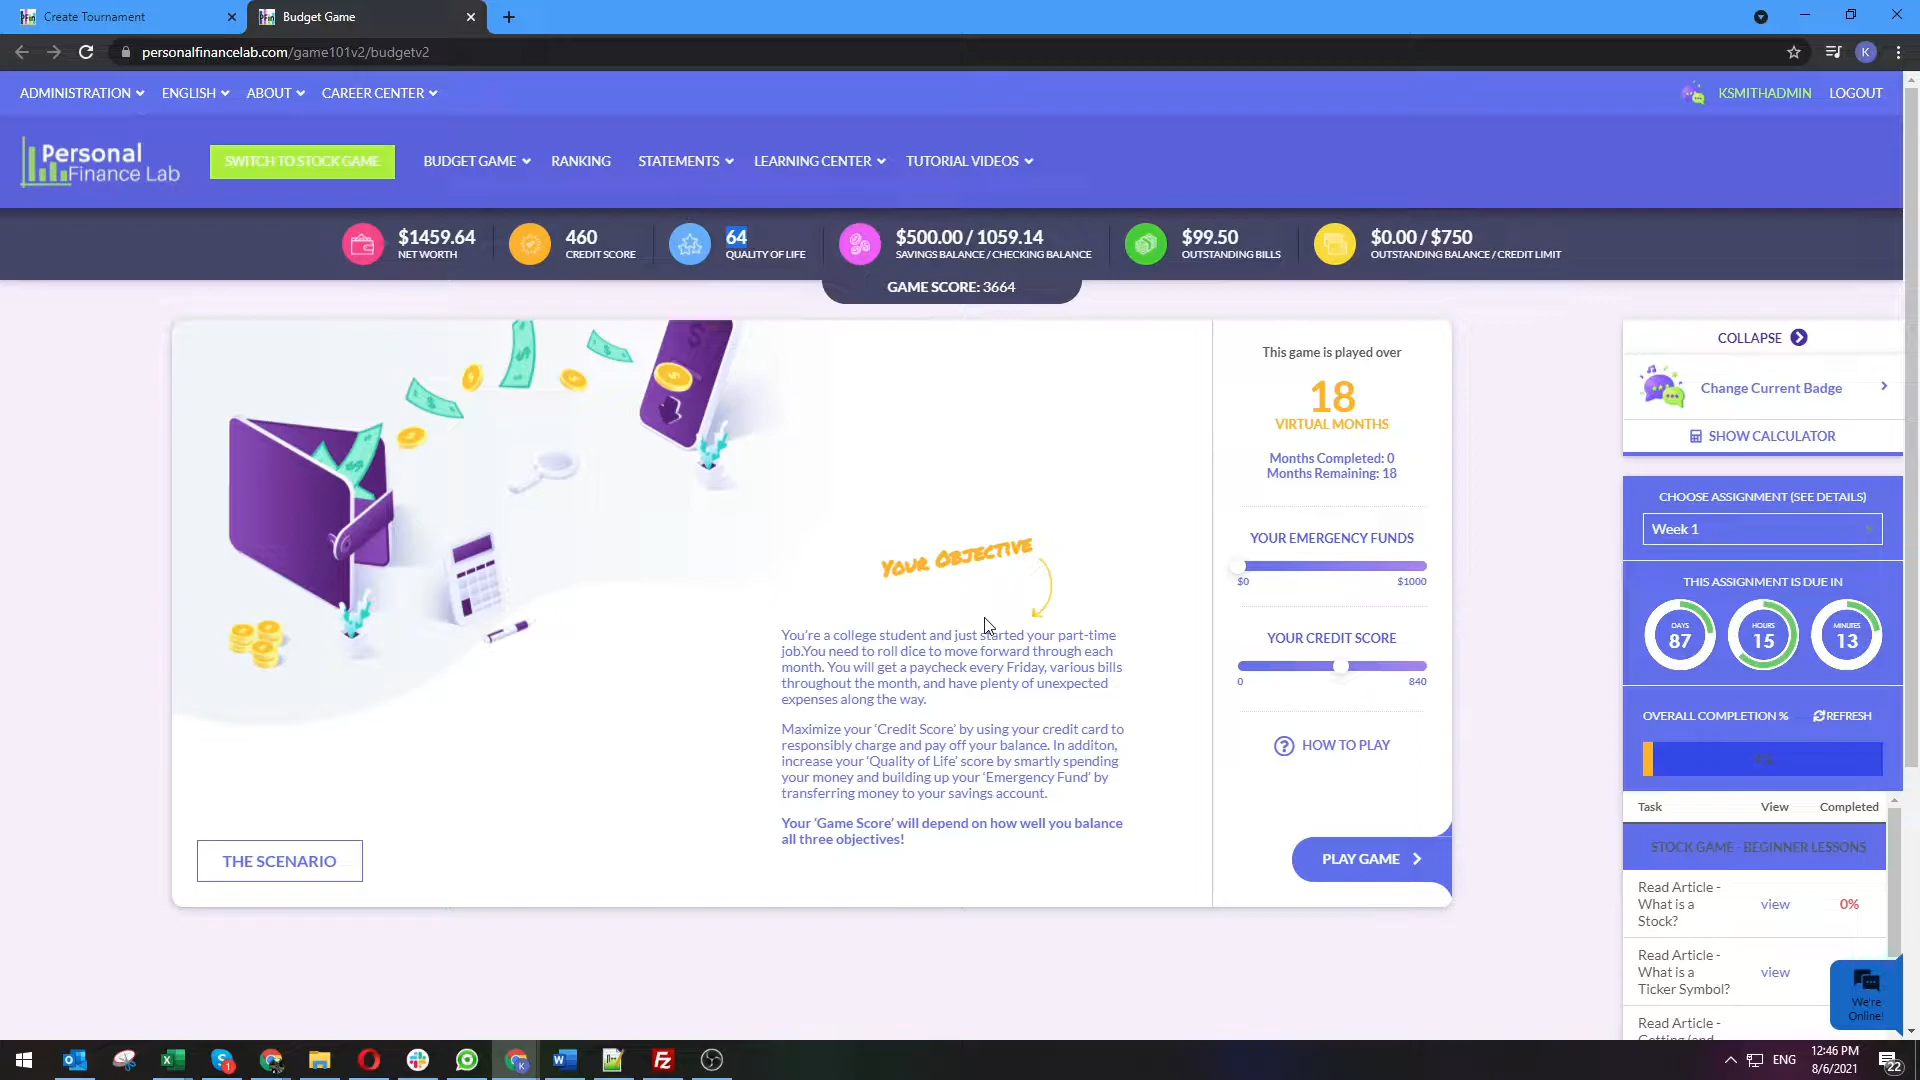 Create Tournament
Budget Game
personalfinancelab.com/game101v2/budgetv2
K
ADMINISTRATION
ENGLISH
ABOUT
CAREER CENTER
KSMITHADMIN
LOGOUT
Personal
Finance Lab
SWITCH TO STOCK GAME
BUDGET GAME
RANKING
STATEMENTS
LEARNING CENTER
TUTORIAL VIDEOS
$1459.64
NET WORTH
460
CREDIT SCORE
64
QUALITY OF LIFE
$500.00 / 1059.14
SAVINGS BALANCE / CHECKING BALANCE
$99.50
OUTSTANDING BILLS
$0.00 / $750
OUTSTANDING BALANCE / CREDIT LIMIT
GAME SCORE: 3664
Your Objective
You're a college student and just started your part-time
job.You need to roll dice to move forward through each
month. You will get a paycheck every Friday, various bills
throughout the month, and have plenty of unexpected
expenses along the way.
Maximize your 'Credit Score' by using your credit card to
responsibly charge and pay off your balance. In additon,
increase your 'Quality of Life' score by smartly spending
your money and building up your 'Emergency Fund' by
transferring money to your savings account.
Your 'Game Score' will depend on how well you balance
all three objectives!
THE SCENARIO
This game is played over
18
VIRTUAL MONTHS
Months Completed: 0
Months Remaining: 18
YOUR EMERGENCY FUNDS
$0 $1000
YOUR CREDIT SCORE
0 840
HOW TO PLAY
PLAY GAME
COLLAPSE
Change Current Badge
SHOW CALCULATOR
CHOOSE ASSIGNMENT (SEE DETAILS)
Week 1
THIS ASSIGNMENT IS DUE IN
DAYS
87
HOURS
15
MINUTES
13
OVERALL COMPLETION %
REFRESH
Task View Completed
STOCK GAME - BEGINNER LESSONS
Read Article -
What is a
Stock?
view
0%
Read Article -
What is a
Ticker Symbol?
view
Read Article -
We're
Online!
ENG
12:46 PM
8/6/2021
22